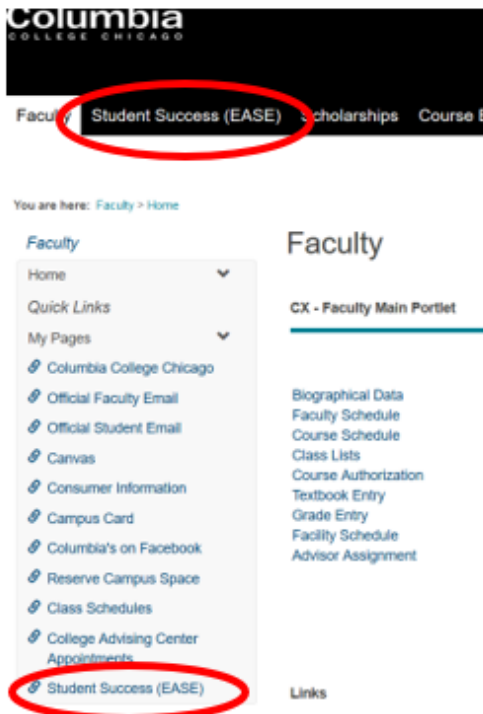 Columbia
COLLEGE CHICAGO
Faculty Student Success (EASE) Scholarships Course E
You are here: Faculty > Home
Faculty
Home
Quick Links
My Pages
Columbia College Chicago
Official Faculty Email
Official Student Email
Canvas
Consumer Information
Campus Card
Columbia's on Facebook
Reserve Campus Space
Class Schedules
College Advising Center
Appointments
Student Success (EASE)
Faculty
CX - Faculty Main Portlet
Biographical Data
Faculty Schedule
Course Schedule
Class Lists
Course Authorization
Textbook Entry
Grade Entry
Facility Schedule
Advisor Assignment
Links